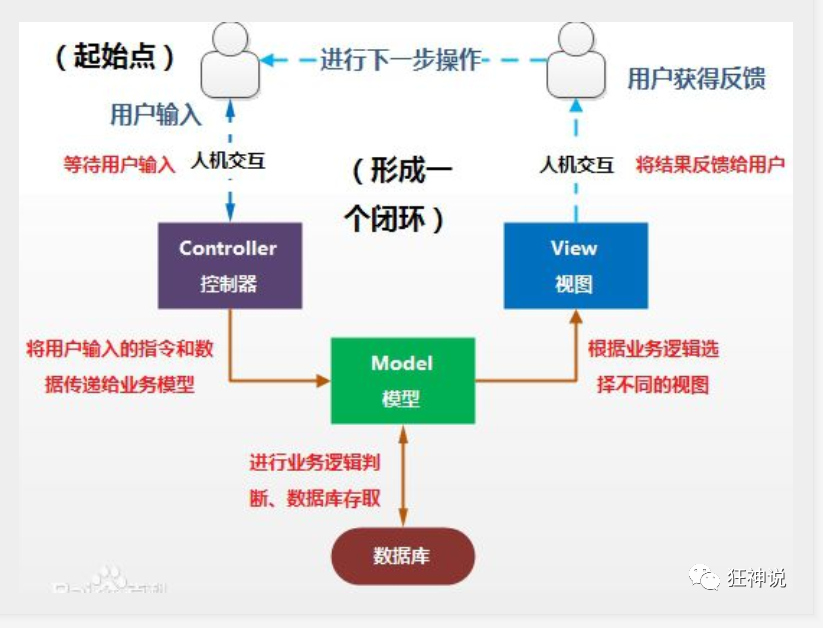 （起始点）
进行下一步操作
用户获得反馈
用户输入
等待用户输入
人机交互
（形成一
个闭环）
人机交互
将结果反馈给用户
Controller
控制器
View
视图
将用户输入的指令和数
据传递给业务模型
Model
模型
根据业务逻辑选
择不同的视图
进行业务逻辑判
断、数据库存取
数据库
狂神说